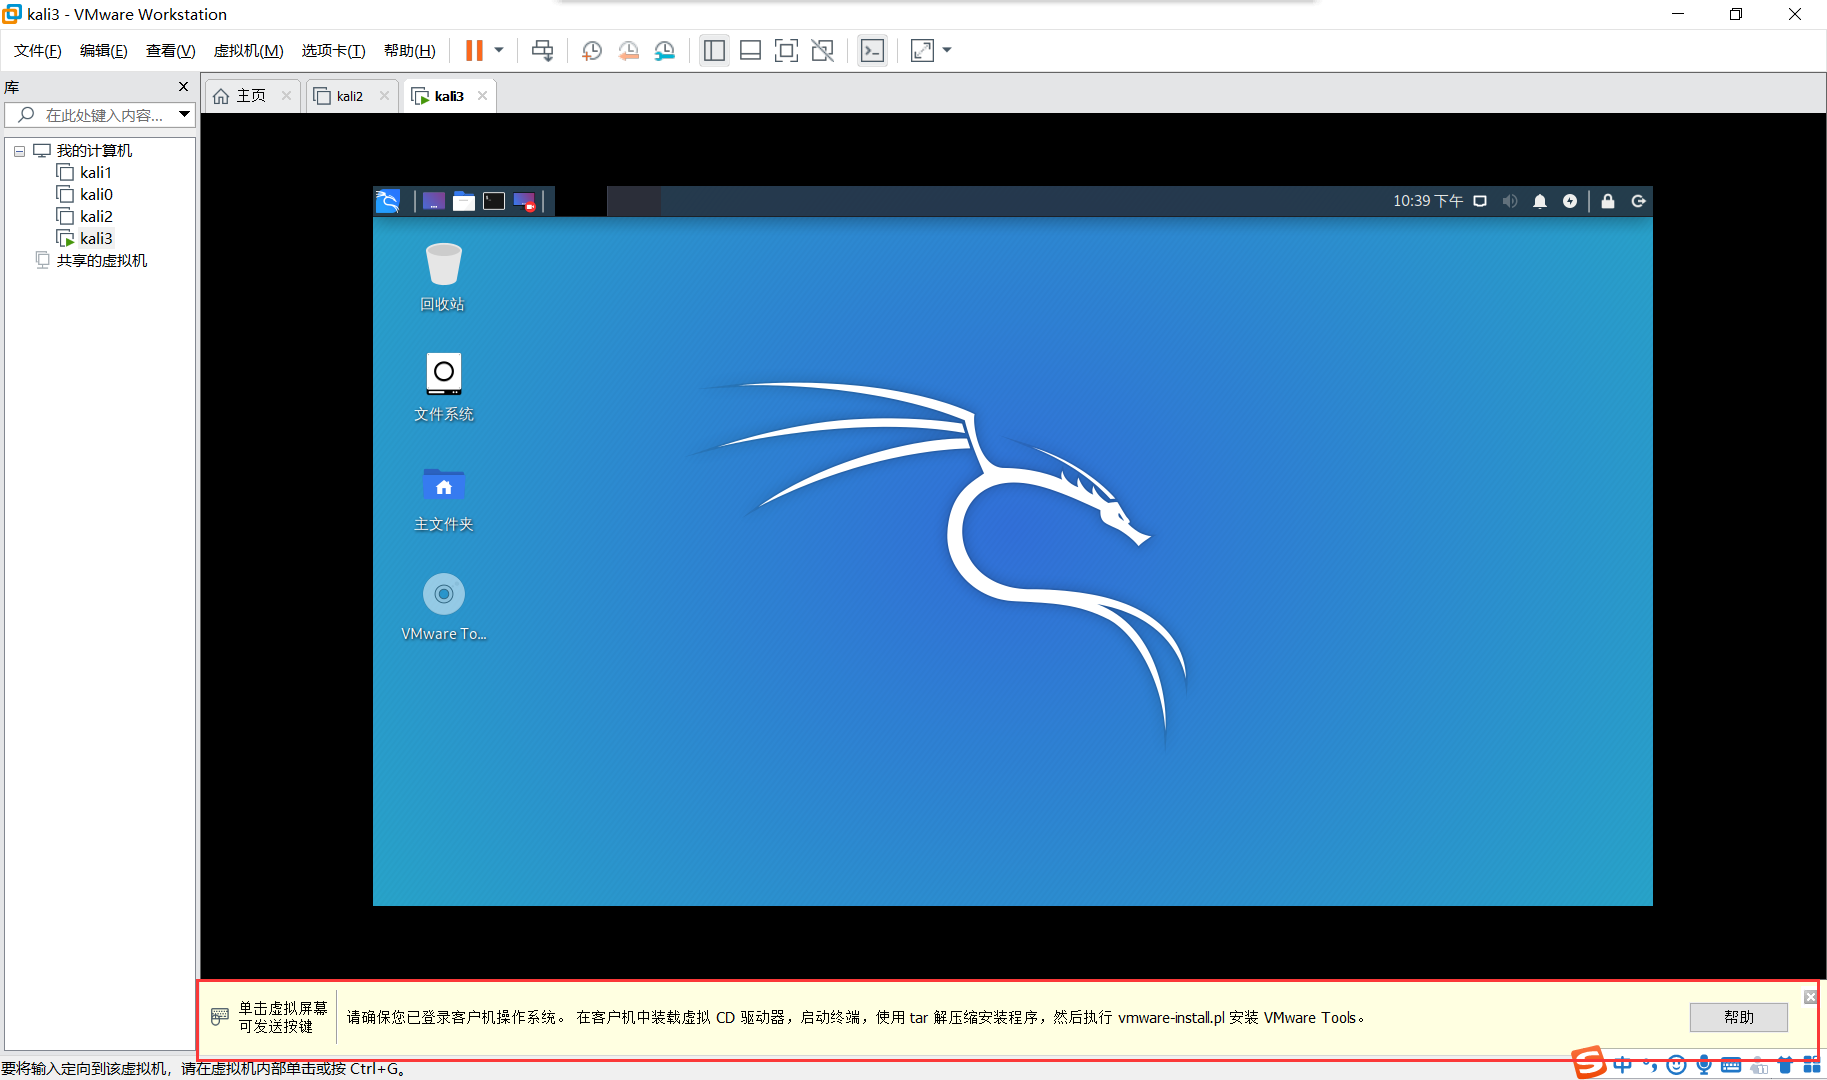 kali3 - VMware Workstation
文件(F) 编辑(E) 查看(V) 虚拟机(M) 选项卡(T) 帮助(H)
库
在此处键入内容...
我的计算机
kali1
kali0
kali2
kali3
共享的虚拟机
主页 kali2 kali3
10:39 下午
回收站
文件系统
主文件夹
VMware To...
单击虚拟屏幕
可发送按键
请确保您已登录客户机操作系统。 在客户机中装载虚拟 CD 驱动器，启动终端，使用 tar 解压缩安装程序，然后执行 vmware-install.pl 安装 VMware Tools。
帮助
要将输入定向到该虚拟机，请在虚拟机内部单击或按 Ctrl+G。
S 中